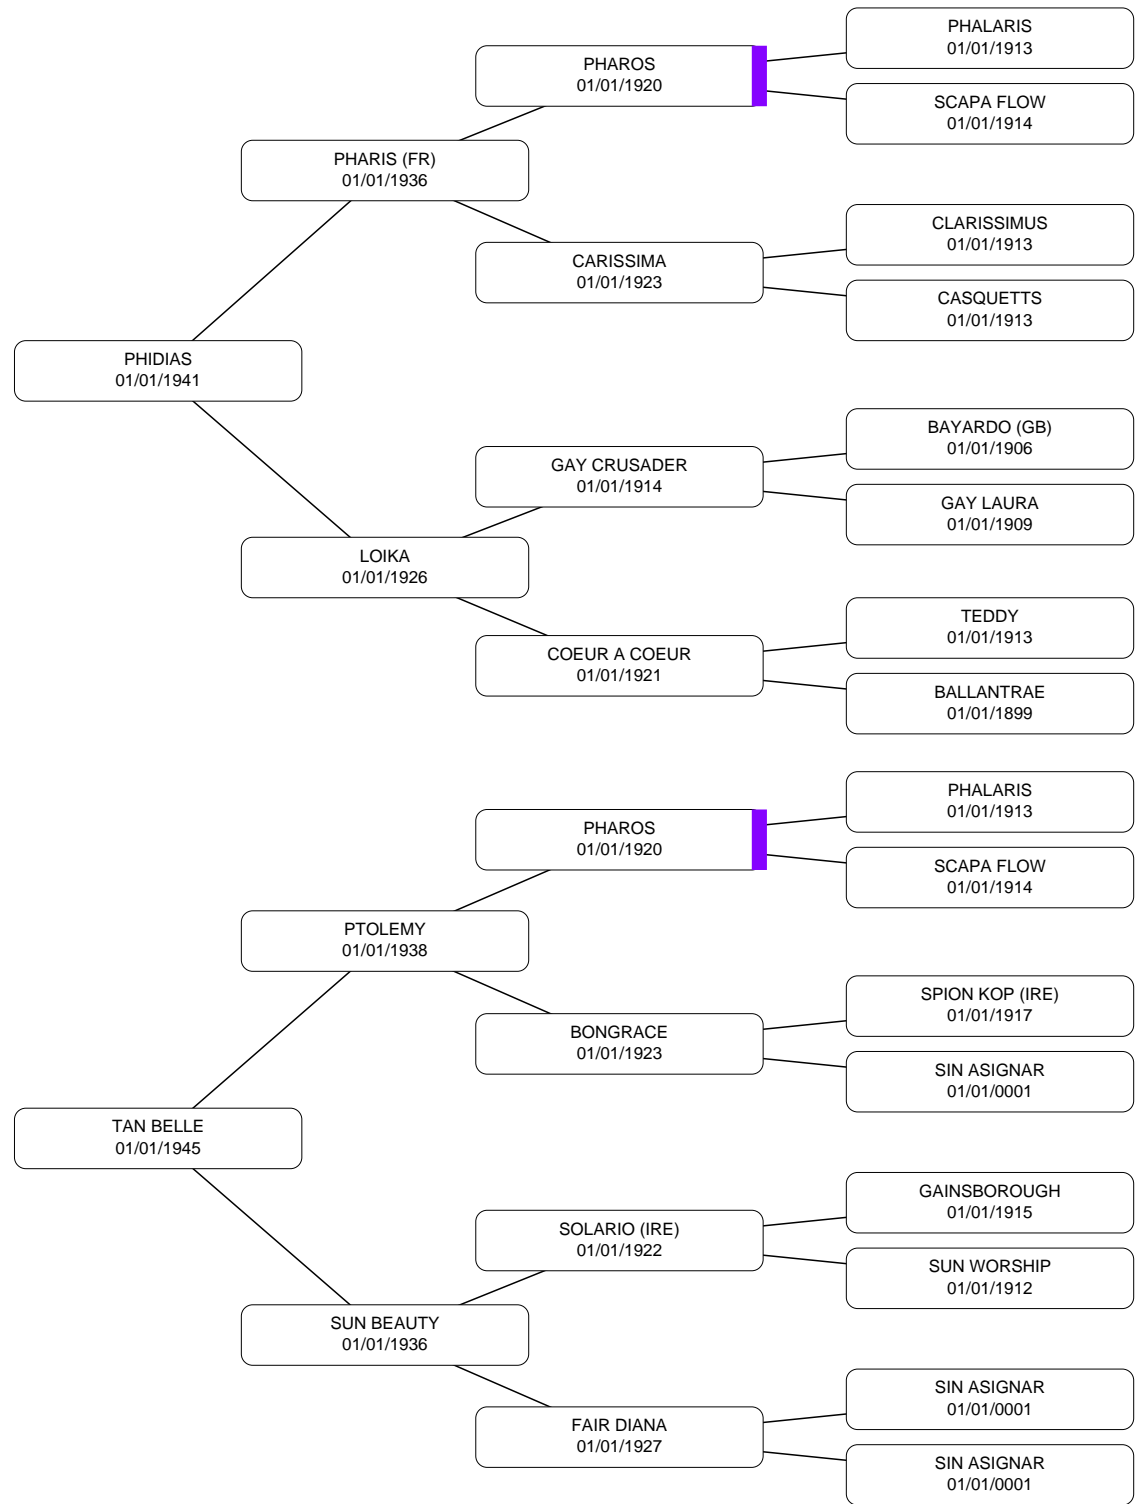 PHALARIS
01/01/1913
PHAROS
01/01/1920
SCAPA FLOW
01/01/1914
PHARIS (FR)
01/01/1936
CLARISSIMUS
01/01/1913
CARISSIMA
01/01/1923
CASQUETTS
01/01/1913
PHIDIAS
01/01/1941
BAYARDO (GB)
01/01/1906
GAY CRUSADER
01/01/1914
GAY LAURA
01/01/1909
LOIKA
01/01/1926
TEDDY
01/01/1913
COEUR A COEUR
01/01/1921
BALLANTRAE
01/01/1899
PHALARIS
01/01/1913
PHAROS
01/01/1920
SCAPA FLOW
01/01/1914
PTOLEMY
01/01/1938
SPION KOP (IRE)
01/01/1917
BONGRACE
01/01/1923
SIN ASIGNAR
01/01/0001
TAN BELLE
01/01/1945
GAINSBOROUGH
01/01/1915
SOLARIO (IRE)
01/01/1922
SUN WORSHIP
01/01/1912
SUN BEAUTY
01/01/1936
SIN ASIGNAR
01/01/0001
FAIR DIANA
01/01/1927
SIN ASIGNAR
01/01/0001